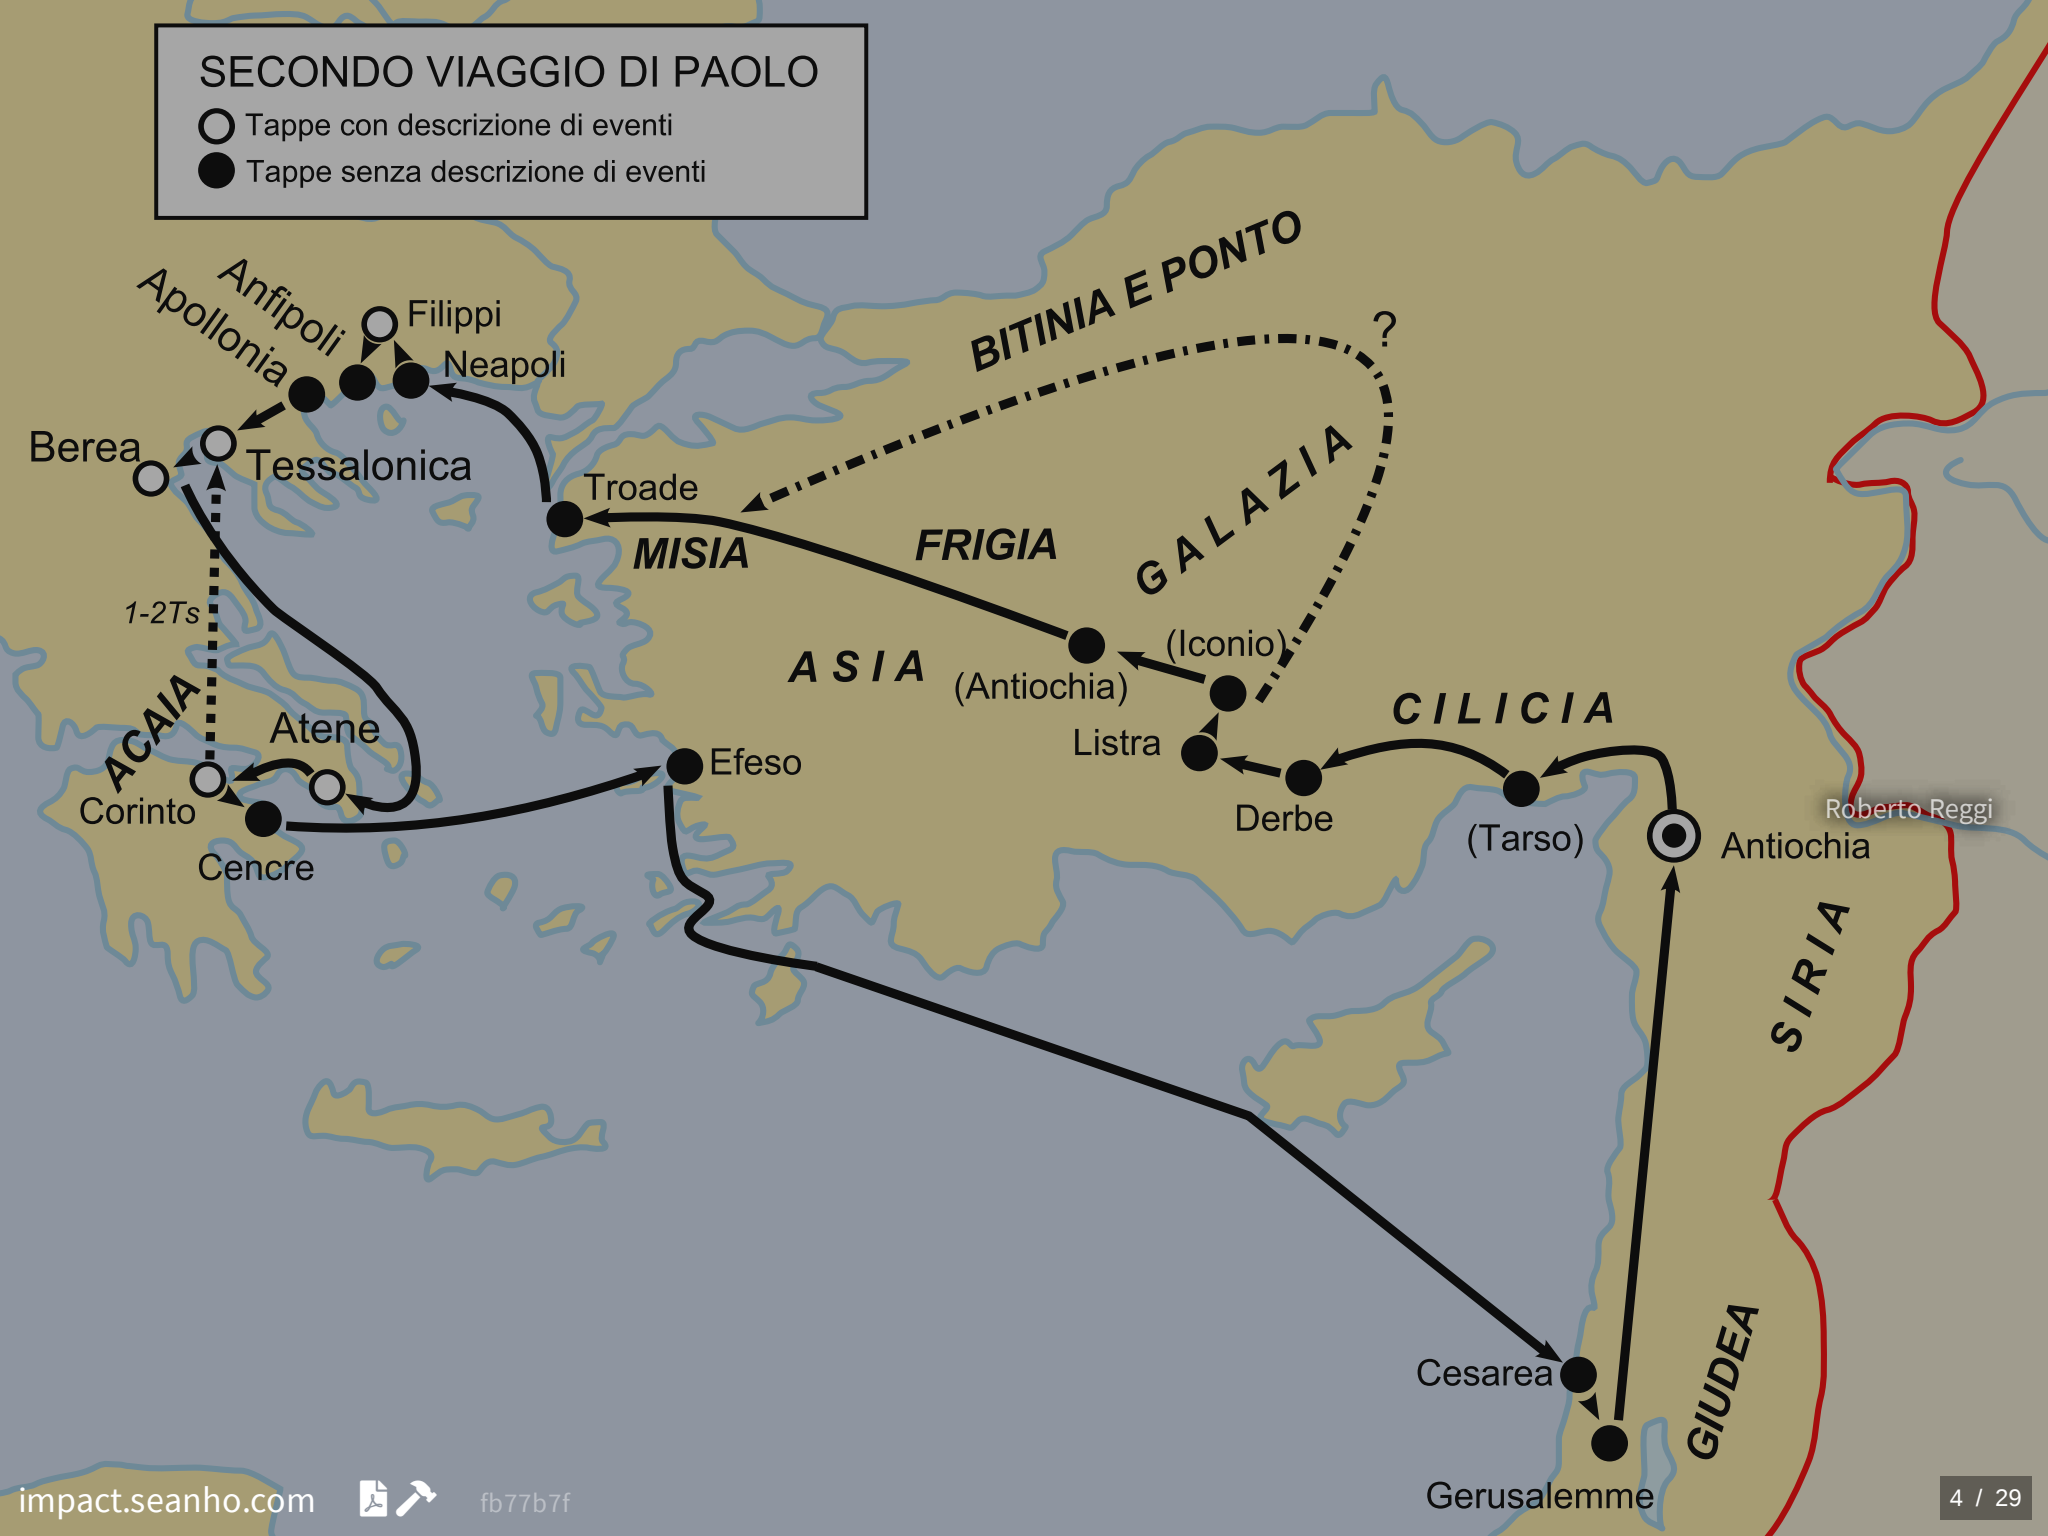 SECONDO VIAGGIO DI PAOLO
Tappe con descrizione di eventi
Tappe senza descrizione di eventi
BITINIA E PONTO
?
Anfipoli
Apollonia
Filippi
Neapoli
Berea
Tessalonica
Troade
MISIA
FRIGIA
GALAZIA
1-2Ts
ASIA
(Iconio)
(Antiochia)
ACAIA
Atene
Listra
CILICIA
Efeso
Corinto
Derbe
(Tarso)
Roberto Reggi
Antiochia
Cencre
SIRIA
Cesarea
GIUDEA
Gerusalemme
impact.seanho.com
fb77b7f
4 / 29